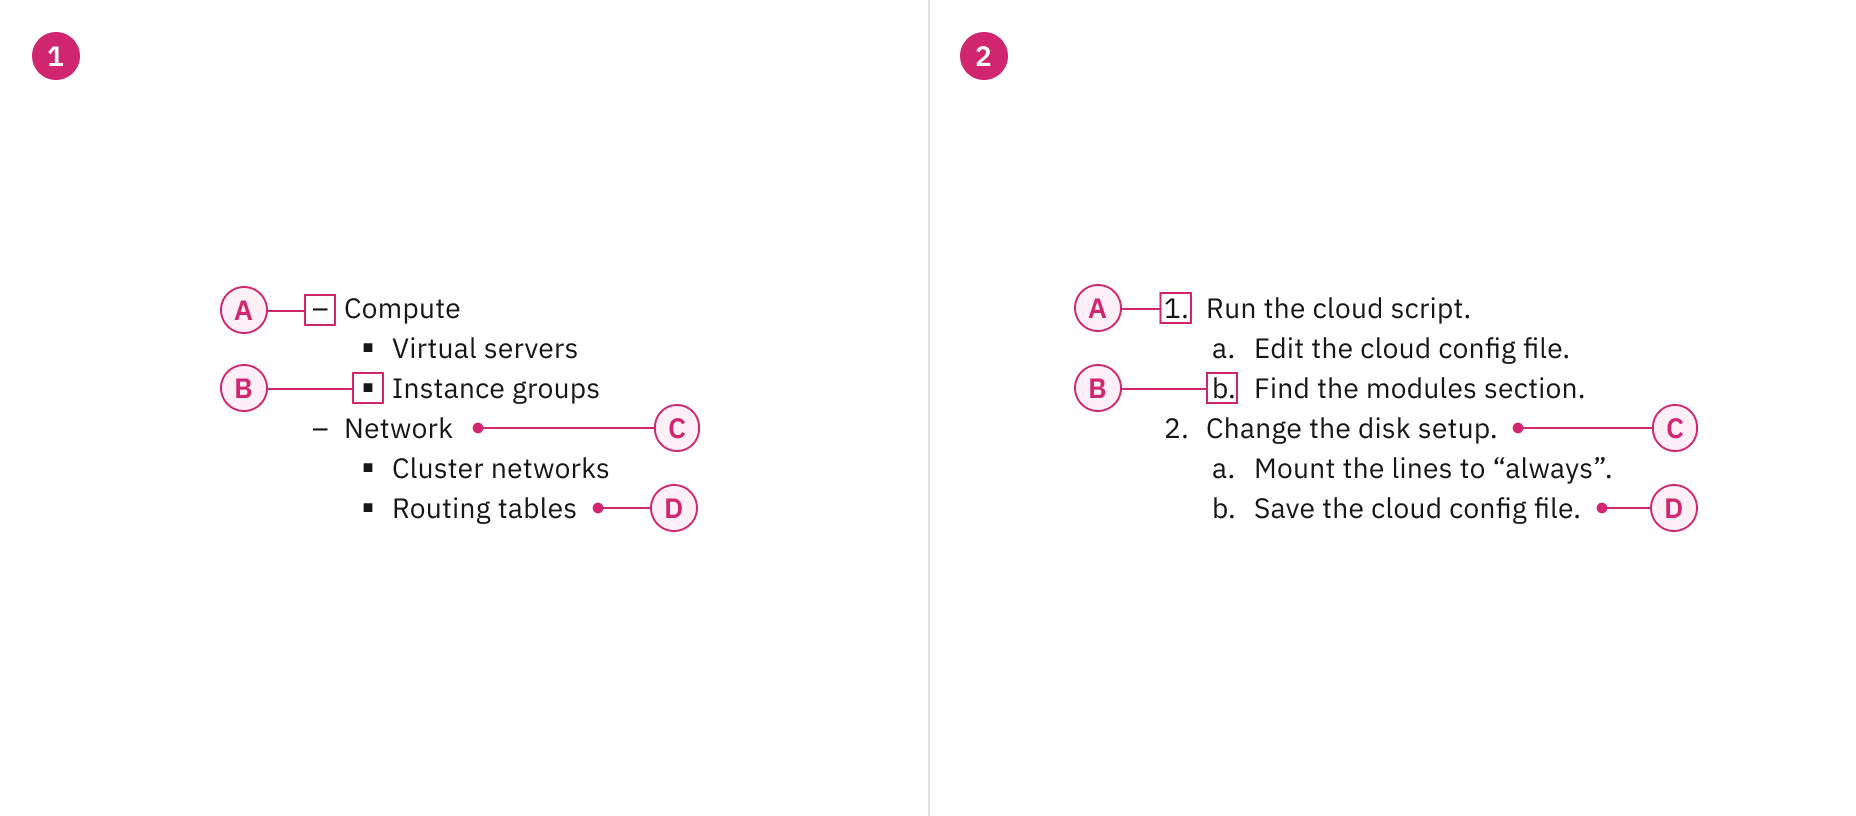 1
A – Compute
▪ Virtual servers
B ▪ Instance groups
– Network C
▪ Cluster networks
▪ Routing tables D
2
A 1. Run the cloud script.
a. Edit the cloud config file.
B b. Find the modules section.
2. Change the disk setup. C
a. Mount the lines to “always”.
b. Save the cloud config file. D